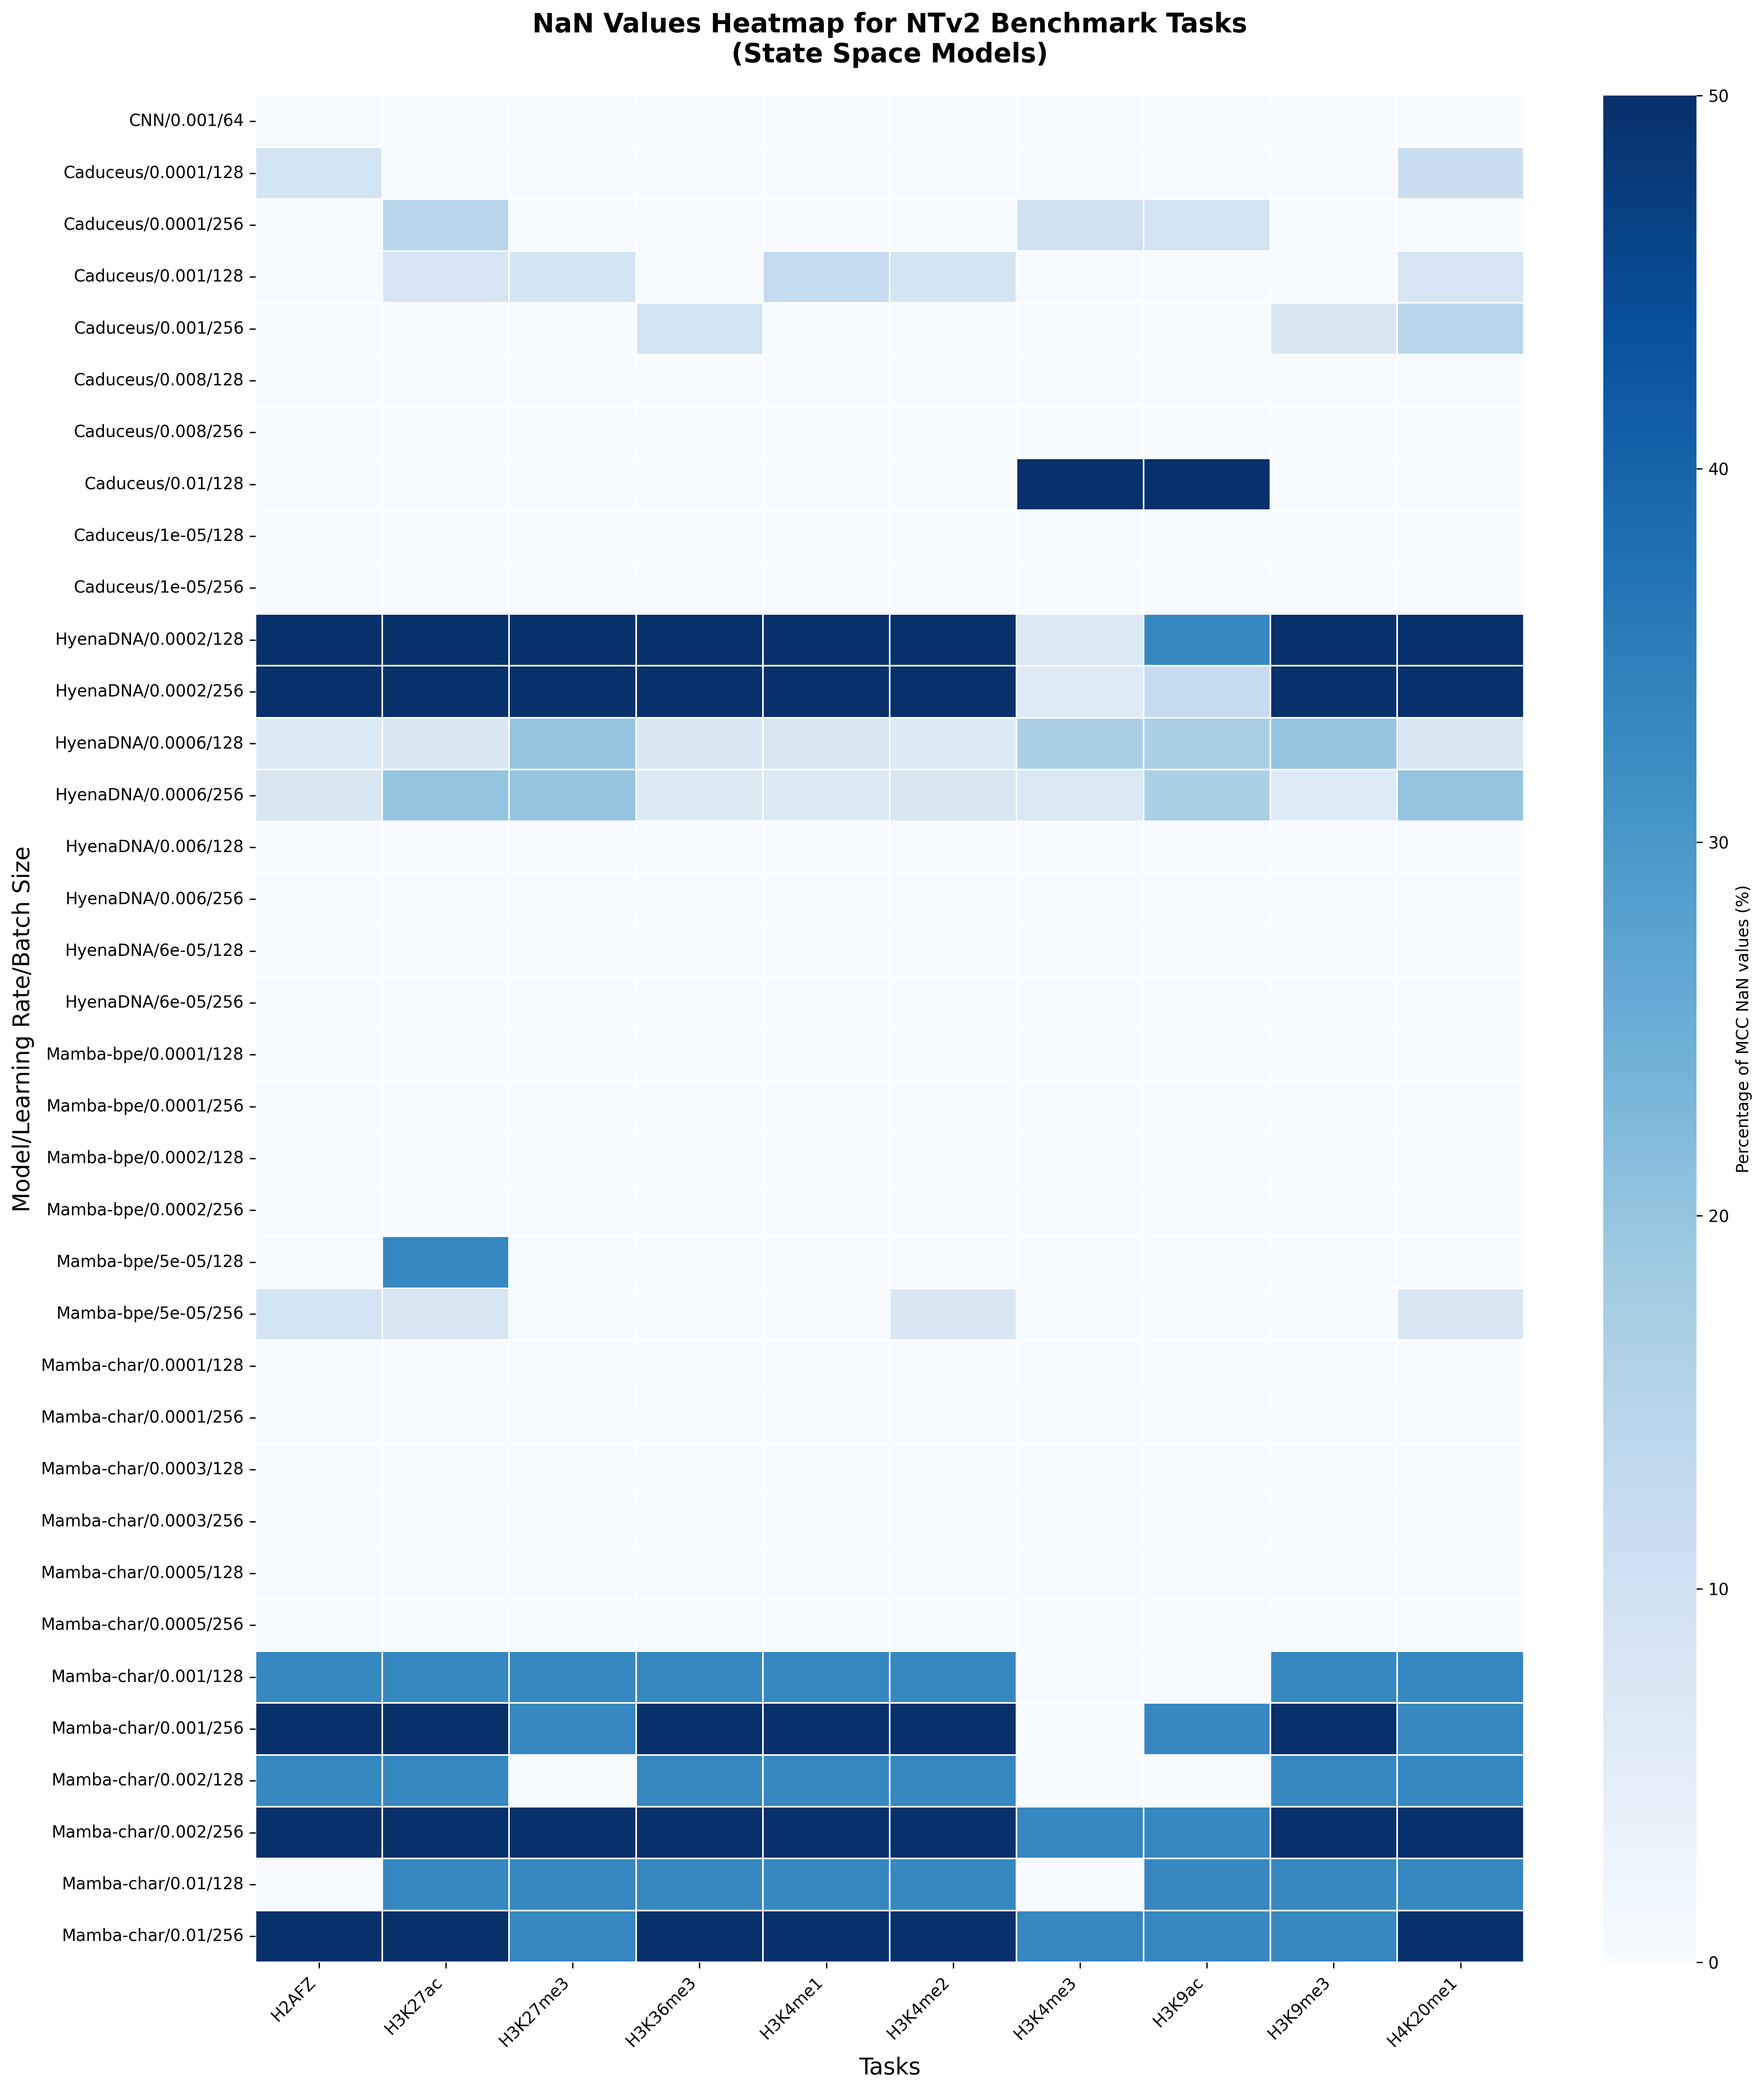 NaN Values Heatmap for NTv2 Benchmark Tasks
(State Space Models)
Model/Learning Rate/Batch Size
CNN/0.001/64
Caduceus/0.0001/128
Caduceus/0.0001/256
Caduceus/0.001/128
Caduceus/0.001/256
Caduceus/0.008/128
Caduceus/0.008/256
Caduceus/0.01/128
Caduceus/1e-05/128
Caduceus/1e-05/256
HyenaDNA/0.0002/128
HyenaDNA/0.0002/256
HyenaDNA/0.0006/128
HyenaDNA/0.0006/256
HyenaDNA/0.006/128
HyenaDNA/0.006/256
HyenaDNA/6e-05/128
HyenaDNA/6e-05/256
Mamba-bpe/0.0001/128
Mamba-bpe/0.0001/256
Mamba-bpe/0.0002/128
Mamba-bpe/0.0002/256
Mamba-bpe/5e-05/128
Mamba-bpe/5e-05/256
Mamba-char/0.0001/128
Mamba-char/0.0001/256
Mamba-char/0.0003/128
Mamba-char/0.0003/256
Mamba-char/0.0005/128
Mamba-char/0.0005/256
Mamba-char/0.001/128
Mamba-char/0.001/256
Mamba-char/0.002/128
Mamba-char/0.002/256
Mamba-char/0.01/128
Mamba-char/0.01/256
H2AFZ
H3K27ac
H3K27me3
H3K36me3
H3K4me1
H3K4me2
H3K4me3
H3K9ac
H3K9me3
H4K20me1
Tasks
50
40
30
20
10
0
Percentage of MCC NaN values (%)